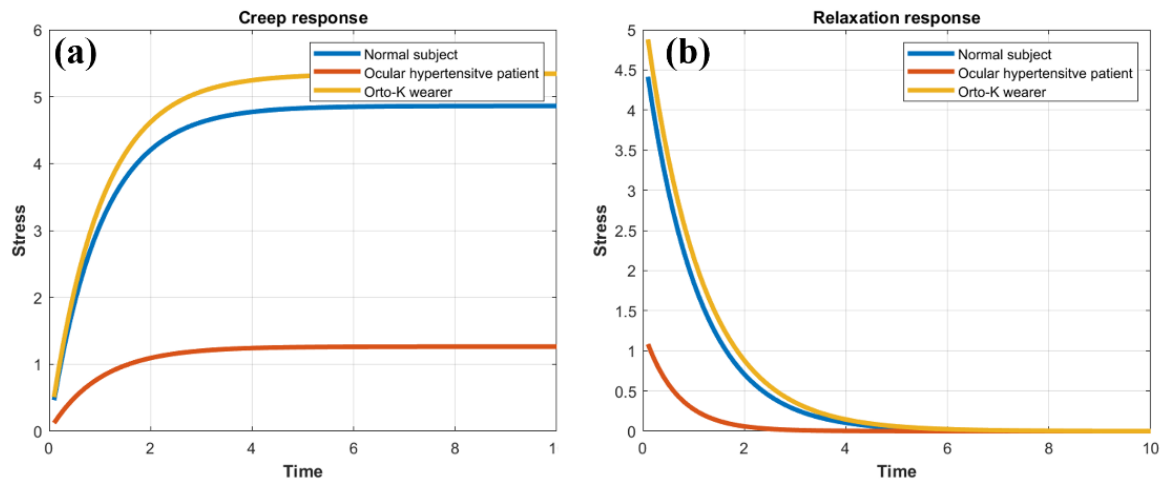 Creep response
(a)
Normal subject
Ocular hypertensitve patient
Orto-K wearer
Stress
6
5
4
3
2
1
0
0 2 4 6 8 1
Time
Relaxation response
(b)
Normal subject
Ocular hypertensitve patient
Orto-K wearer
Stress
5
4.5
4
3.5
3
2.5
2
1.5
1
0.5
0
0 2 4 6 8 10
Time